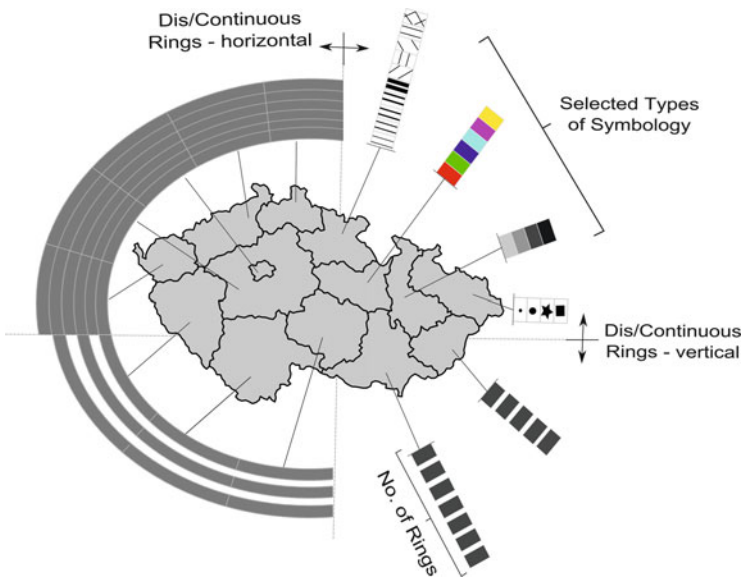 Dis/Continuous
Rings - horizontal
Selected Types
of Symbology
Dis/Continuous
Rings - vertical
No. of Rings